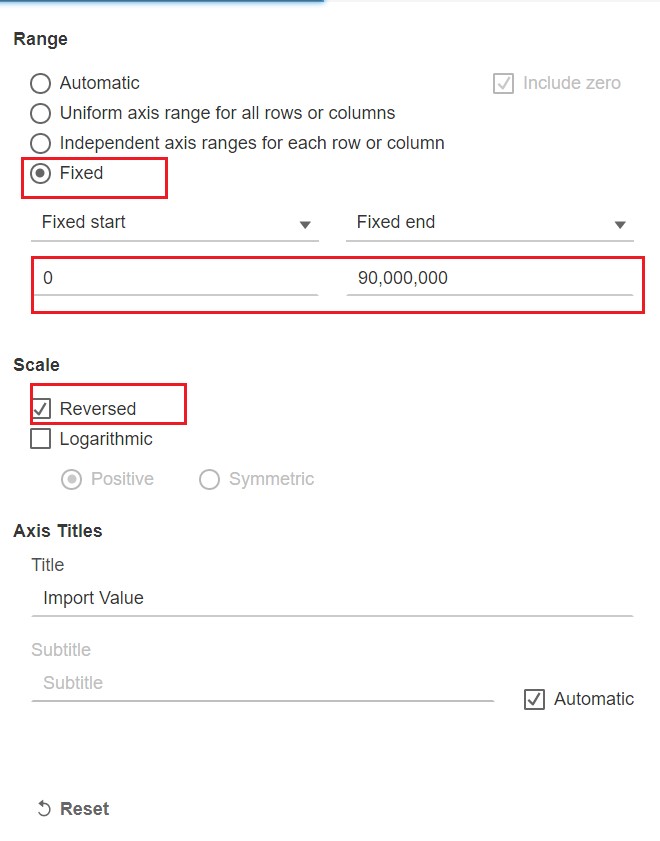 Range
Automatic
Include zero
Uniform axis range for all rows or columns
Independent axis ranges for each row or column
Fixed
Fixed start
Fixed end
0
90,000,000
Scale
Reversed
Logarithmic
Positive
Symmetric
Axis Titles
Title
Import Value
Subtitle
Subtitle
Automatic
Reset